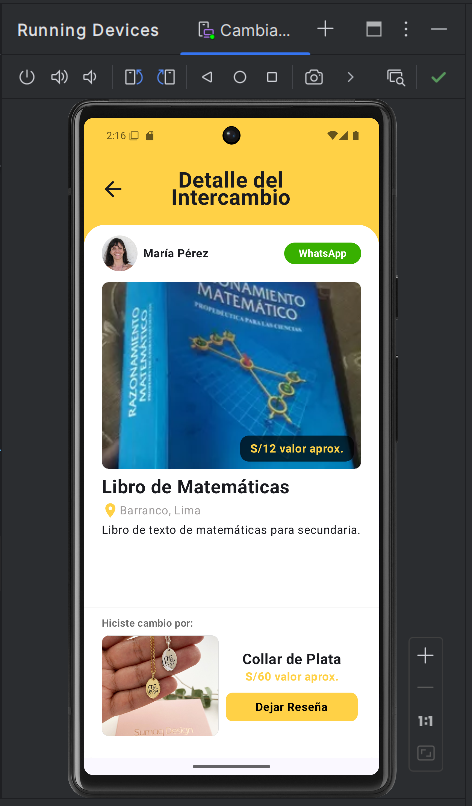 Running Devices
Cambia...
2:16
Detalle del
Intercambio
María Pérez
WhatsApp
RAZONAMIENTO
MATEMÁTICO
RAZONAMIENTO
MATEMÁTICO
PROPEDEUTICA PARA LAS CIENCIAS
S/12 valor aprox.
Libro de Matemáticas
Barranco, Lima
Libro de texto de matemáticas para secundaria.
Hiciste cambio por:
Collar de Plata
S/60 valor aprox.
Dejar Reseña
1:1